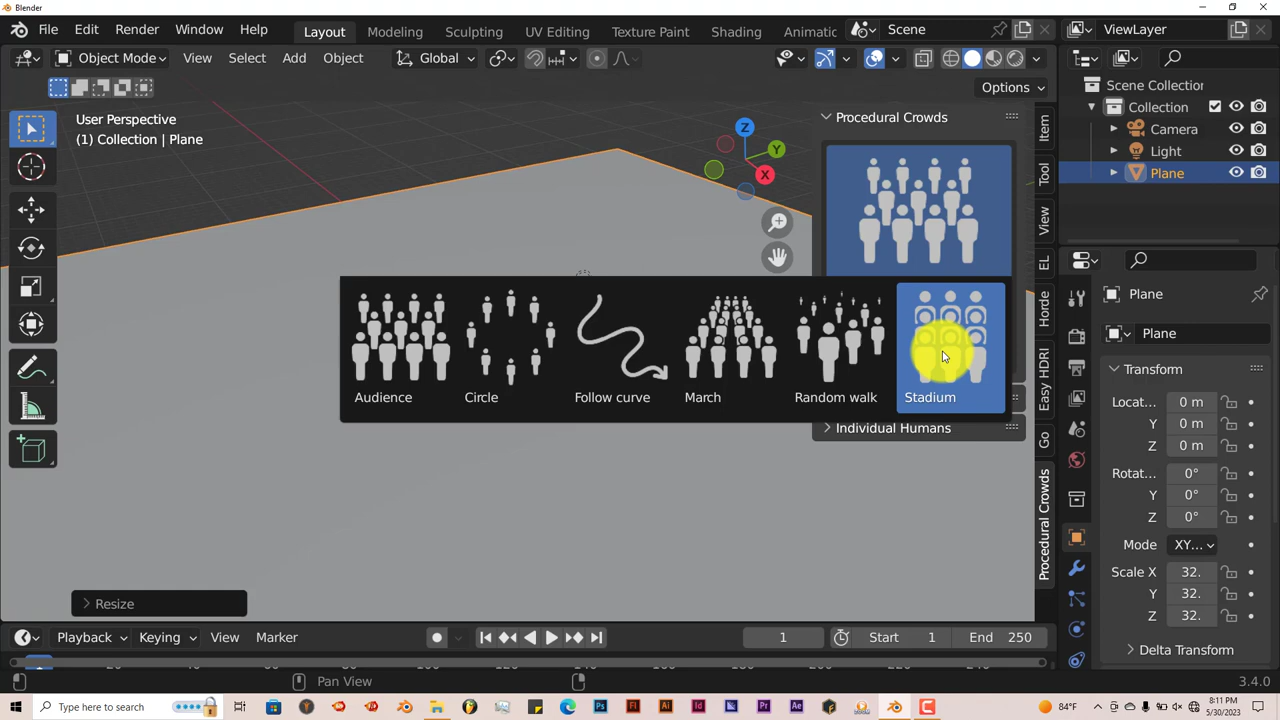 Blender
File Edit Render Window Help Layout Modeling Sculpting UV Editing Texture Paint Shading Animation Scene ViewLayer
Object Mode View Select Add Object Global
Options
User Perspective
(1) Collection | Plane
Z
Y
X
Procedural Crowds
Audience Circle Follow curve March Random walk Stadium
Individual Humans
Item
Tool
View
EL
Horde
Easy HDRI
Go
Procedural Crowds
Scene Collection
Collection
Camera
Light
Plane
Plane
Plane
Transform
Locat... 0 m
Y 0 m
Z 0 m
Rotat... 0°
Y 0°
Z 0°
Mode XY...
Scale X 32.
Y 32.
Z 32.
Delta Transform
Resize
Playback Keying View Marker 1 Start 1 End 250
Pan View 3.4.0
Type here to search
84°F
8:11 PM
5/30/2023